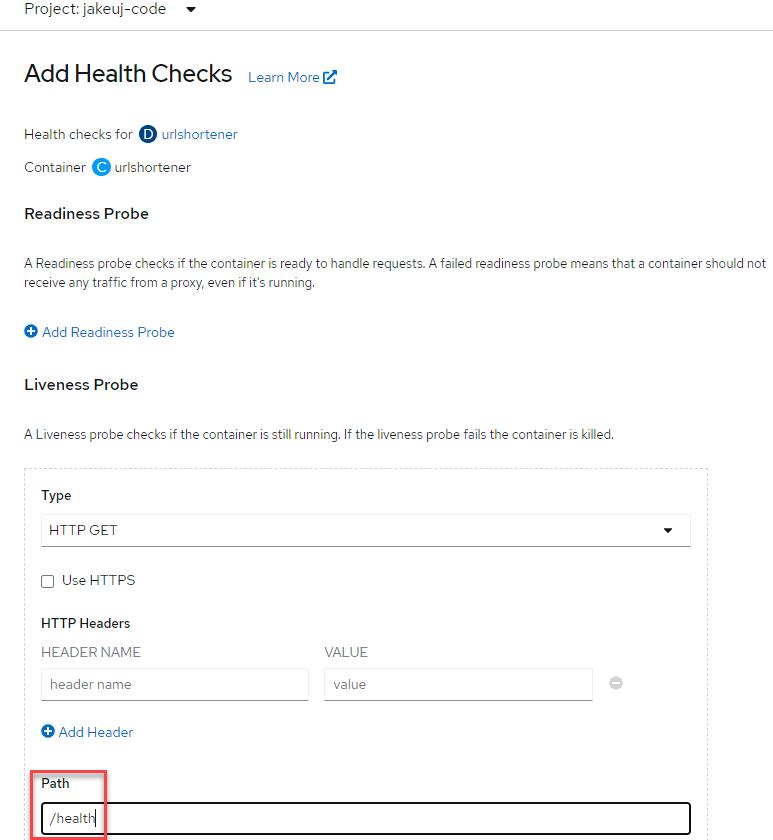 Project: jakeuj-code
Add Health Checks Learn More
Health checks for D urlshortener
Container C urlshortener
Readiness Probe
A Readiness probe checks if the container is ready to handle requests. A failed readiness probe means that a container should not
receive any traffic from a proxy, even if it's running.
Add Readiness Probe
Liveness Probe
A Liveness probe checks if the container is still running. If the liveness probe fails the container is killed.
Type
HTTP GET
Use HTTPS
HTTP Headers
HEADER NAME VALUE
header name value
Add Header
Path
/health